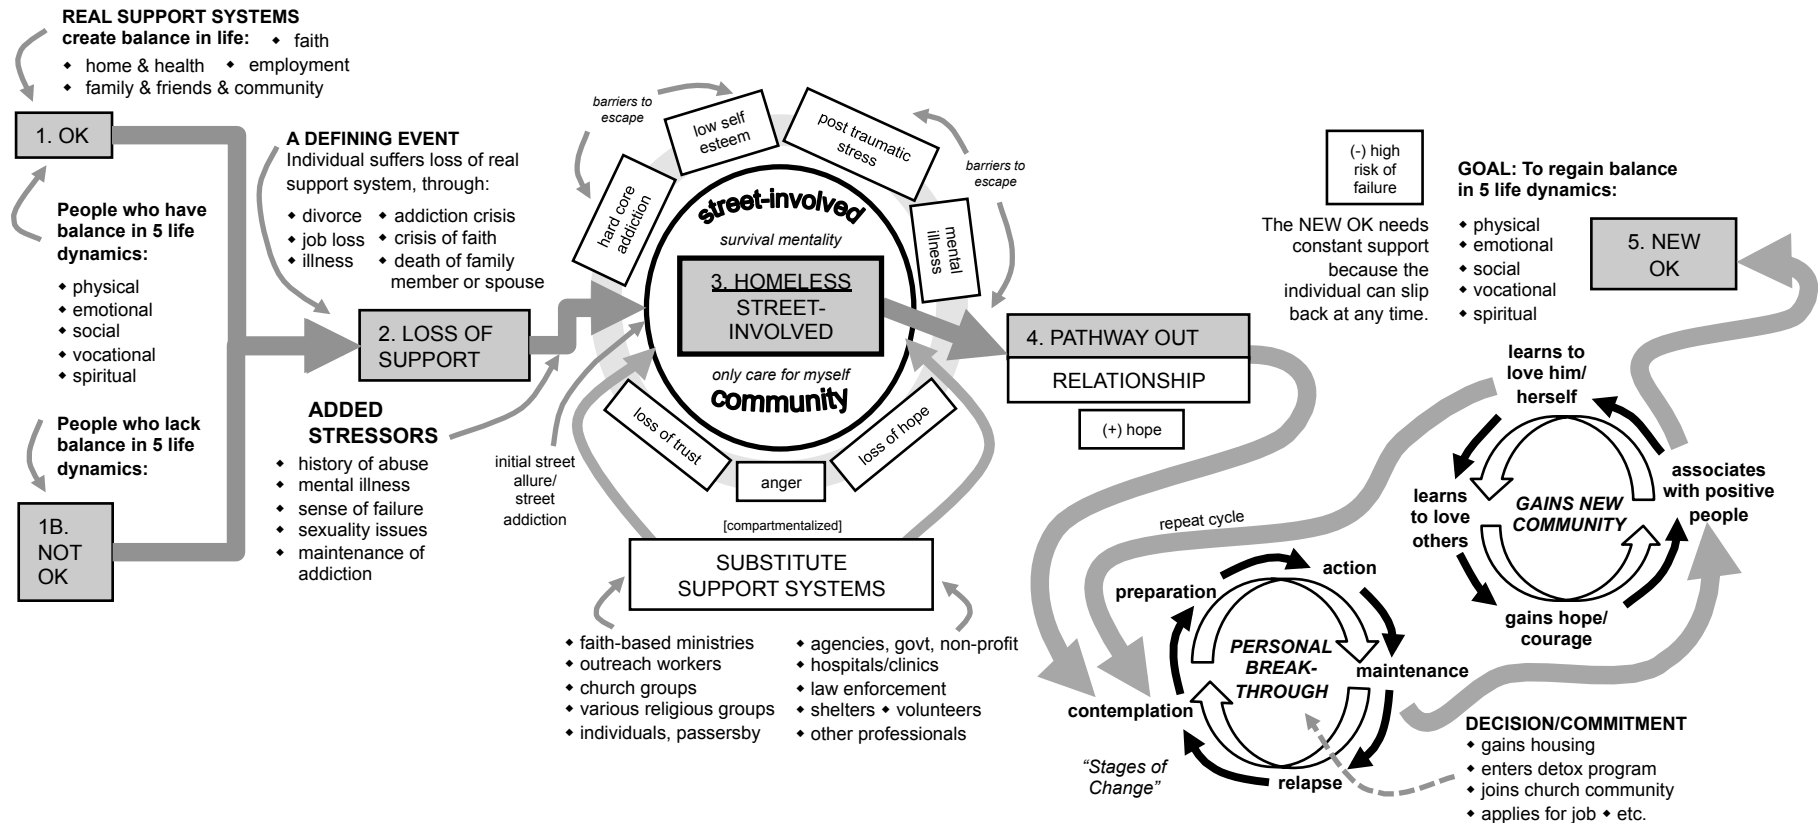 REAL SUPPORT SYSTEMS
create balance in life: ◆ faith
◆ home & health ◆ employment
◆ family & friends & community
1. OK
People who have
balance in 5 life
dynamics:
◆ physical
◆ emotional
◆ social
◆ vocational
◆ spiritual
People who lack
balance in 5 life
dynamics:
1B.
NOT
OK
A DEFINING EVENT
Individual suffers loss of real
support system, through:
◆ divorce
◆ job loss
◆ illness
◆ addiction crisis
◆ crisis of faith
◆ death of family
member or spouse
2. LOSS OF
SUPPORT
ADDED
STRESSORS
◆ history of abuse
◆ mental illness
◆ sense of failure
◆ sexuality issues
◆ maintenance of
addiction
initial street
allure/
street
addiction
barriers to
escape
hard core
addiction
low self
esteem
post traumatic
stress
mental
illness
barriers to
escape
street-involved
survival mentality
3. HOMELESS
STREET-
INVOLVED
only care for myself
community
loss of trust
anger
loss of hope
[compartmentalized]
SUBSTITUTE
SUPPORT SYSTEMS
◆ faith-based ministries
◆ outreach workers
◆ church groups
◆ various religious groups
◆ individuals, passersby
◆ agencies, govt, non-profit
◆ hospitals/clinics
◆ law enforcement
◆ shelters ◆ volunteers
◆ other professionals
4. PATHWAY OUT
RELATIONSHIP
(+) hope
(-) high
risk of
failure
The NEW OK needs
constant support
because the
individual can slip
back at any time.
GOAL: To regain balance
in 5 life dynamics:
◆ physical
◆ emotional
◆ social
◆ vocational
◆ spiritual
5. NEW
OK
learns to
love him/
herself
learns
to love
others
GAINS NEW
COMMUNITY
associates
with positive
people
gains hope/
courage
repeat cycle
preparation
action
PERSONAL
BREAK-
THROUGH
maintenance
contemplation
relapse
“Stages of
Change”
DECISION/COMMITMENT
◆ gains housing
◆ enters detox program
◆ joins church community
◆ applies for job ◆ etc.